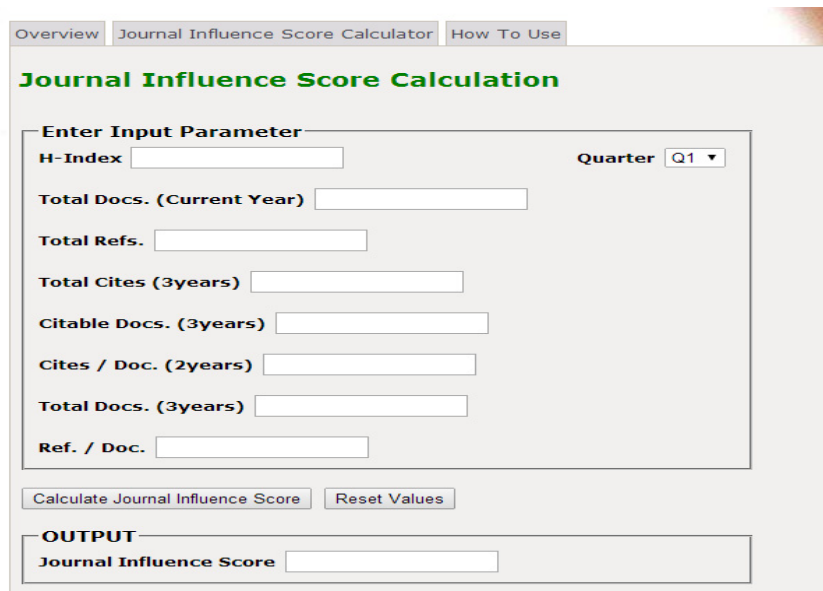 Overview Journal Influence Score Calculator How To Use
Journal Influence Score Calculation
Enter Input Parameter
H-Index Quarter Q1
Total Docs. (Current Year)
Total Refs.
Total Cites (3years)
Citable Docs. (3years)
Cites / Doc. (2years)
Total Docs. (3years)
Ref. / Doc.
Calculate Journal Influence Score Reset Values
OUTPUT
Journal Influence Score